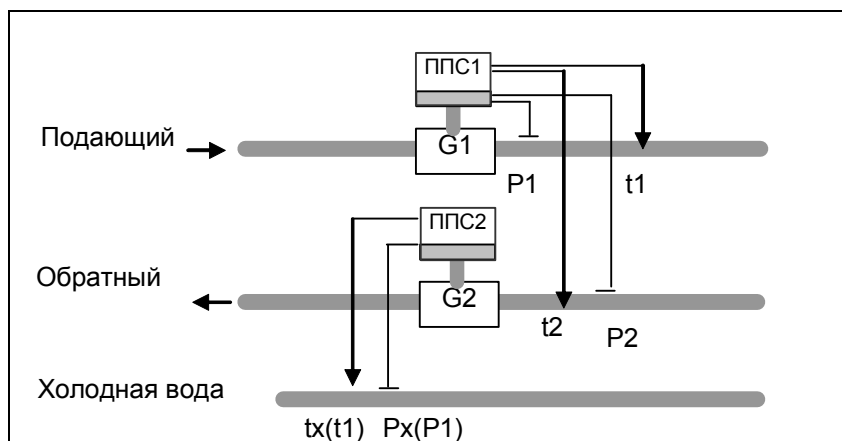 ППС1
Подающий
G1
P1
t1
ППС2
Обратный
G2
t2
P2
Холодная вода
tx(t1) Px(P1)